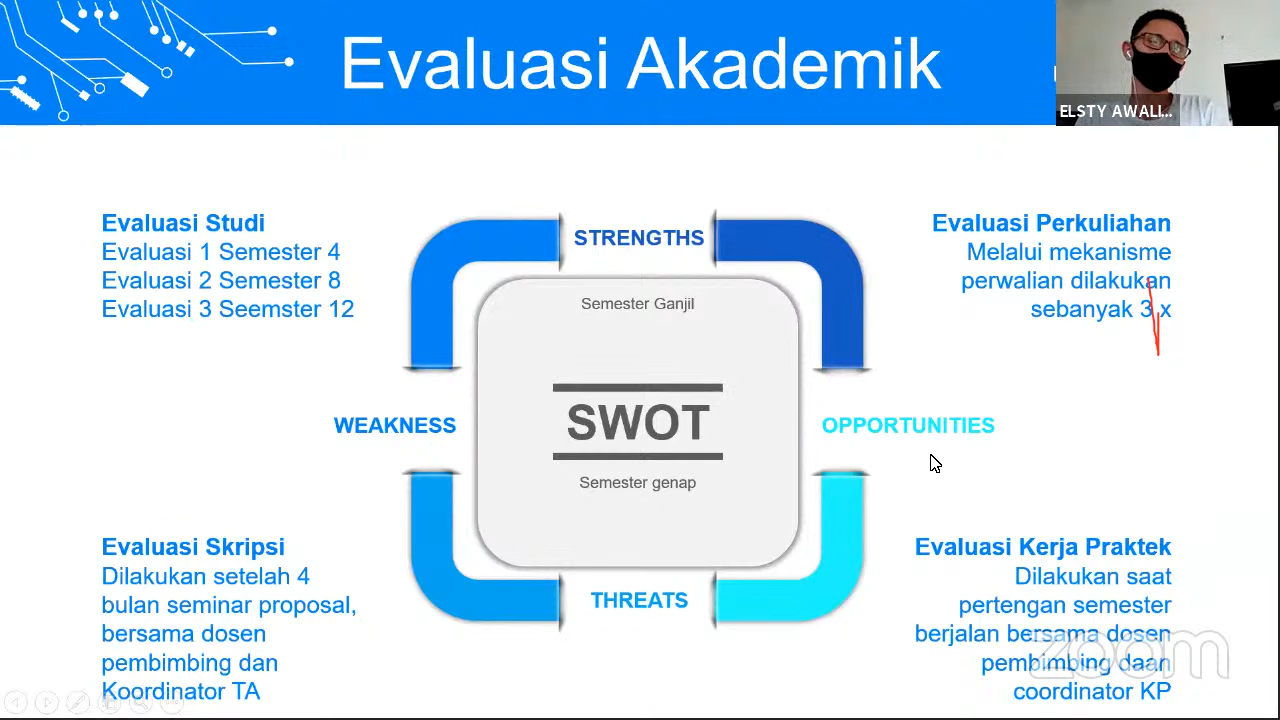 Evaluasi Akademik
ELSTY AWALI...
Evaluasi Studi
Evaluasi 1 Semester 4
Evaluasi 2 Semester 8
Evaluasi 3 Seemster 12
STRENGTHS
Evaluasi Perkuliahan
Melalui mekanisme
perwalian dilakukan
sebanyak 3 x
Semester Ganjil
WEAKNESS
SWOT
OPPORTUNITIES
Semester genap
Evaluasi Skripsi
Dilakukan setelah 4
bulan seminar proposal,
bersama dosen
pembimbing dan
Koordinator TA
THREATS
Evaluasi Kerja Praktek
Dilakukan saat
pertengan semester
berjalan bersama dosen
pembimbing daan
coordinator KP
zoom